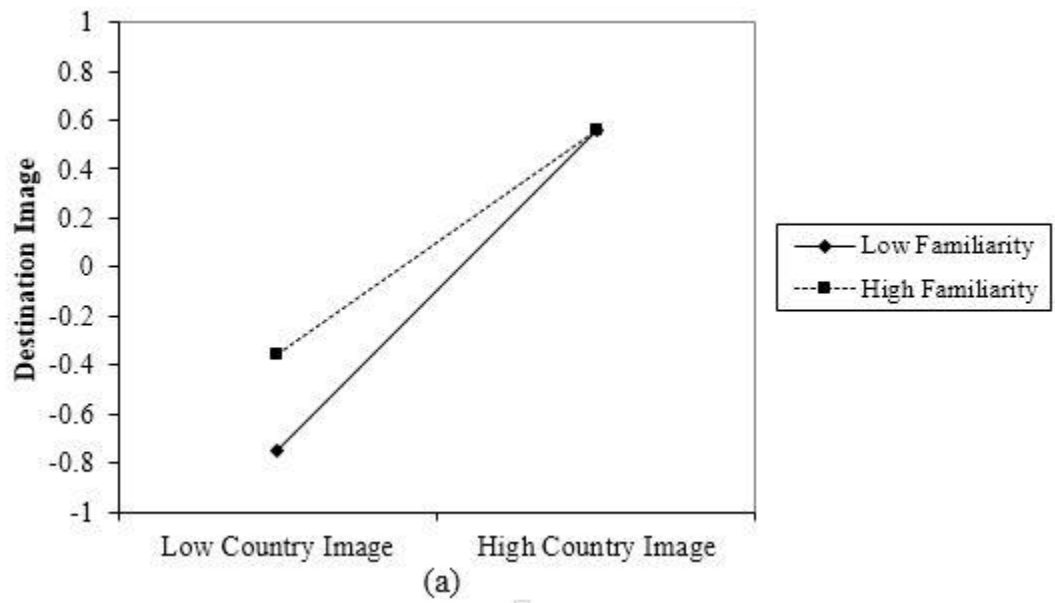 1
0.8
0.6
0.4
0.2
0
-0.2
-0.4
-0.6
-0.8
-1
Destination Image
Low Country Image
High Country Image
Low Familiarity
High Familiarity
(a)